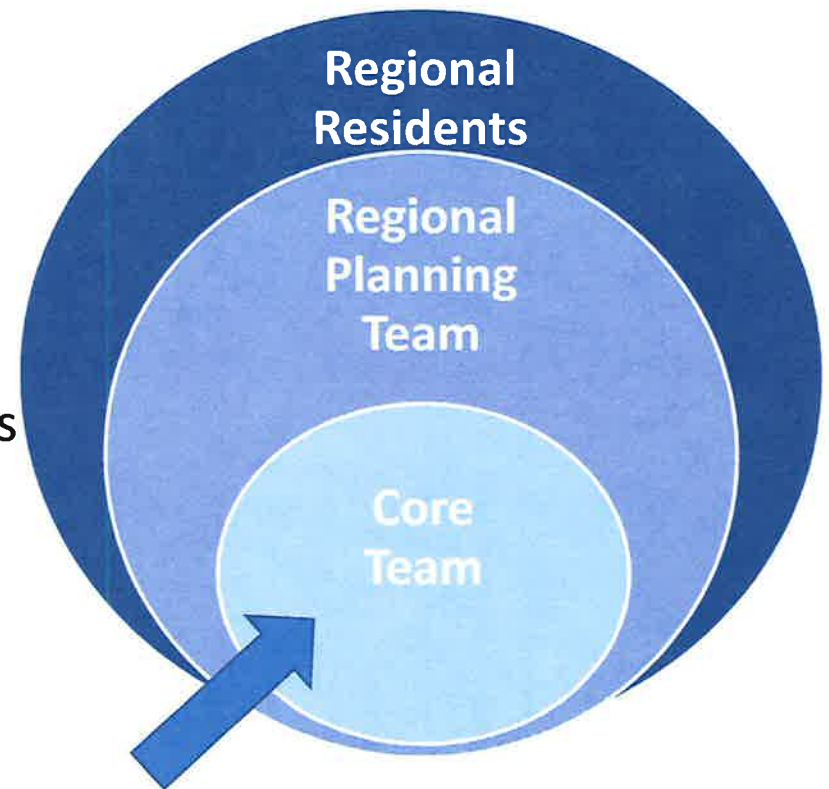 Regional
Residents
Regional
Planning
Team
s
Core
Team